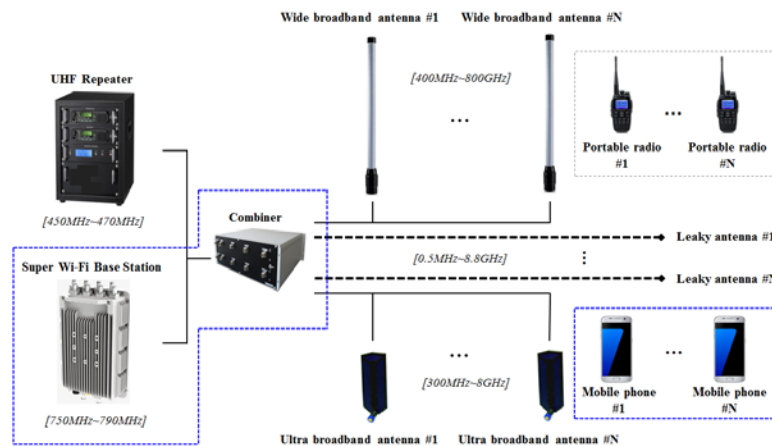 Wide broadband antenna #1
Wide broadband antenna #N
UHF Repeater
[400MHz~800GHz]
...
...
Portable radio
#1
Portable radio
#N
[450MHz~470MHz]
Combiner
Super Wi-Fi Base Station
Leaky antenna #1
[0.5MHz~8.8GHz]
...
Leaky antenna #N
...
...
[300MHz~8GHz]
Mobile phone
#1
Mobile phone
#N
[750MHz~790MHz]
Ultra broadband antenna #1
Ultra broadband antenna #N